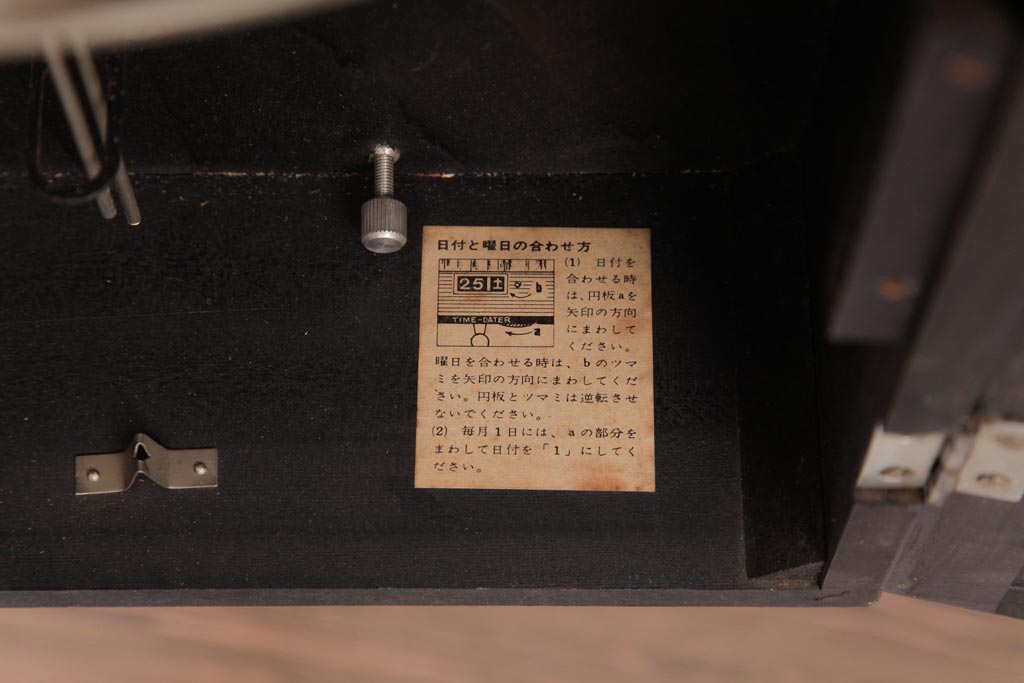 日付と曜日の合わせ方
25 土
a b
TIME-DATER
a
(1) 日付を
合わせる時
は、円板aを
矢印の方向
にまわして
ください。
曜日を合わせる時は、bのツマ
ミを矢印の方向にまわしてくだ
さい。円板とツマミは逆転させ
ないでください。
(2) 毎月1日には、aの部分を
まわして日付を「1」にしてく
ださい。